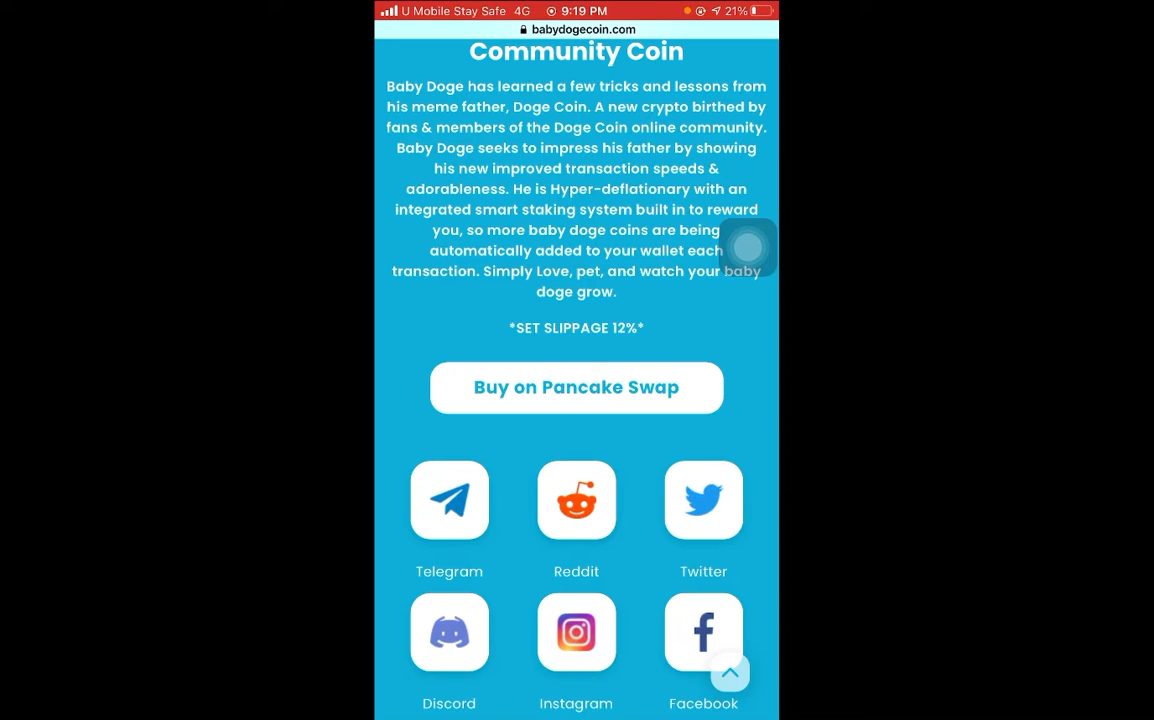 U Mobile Stay Safe 4G 9:19 PM 21%
babydogecoin.com
Community Coin
Baby Doge has learned a few tricks and lessons from
his meme father, Doge Coin. A new crypto birthed by
fans & members of the Doge Coin online community.
Baby Doge seeks to impress his father by showing
his new improved transaction speeds &
adorableness. He is Hyper-deflationary with an
integrated smart staking system built in to reward
you, so more baby doge coins are being
automatically added to your wallet each
transaction. Simply Love, pet, and watch your baby
doge grow.
*SET SLIPPAGE 12%*
Buy on Pancake Swap
Telegram Reddit Twitter
Discord Instagram Facebook